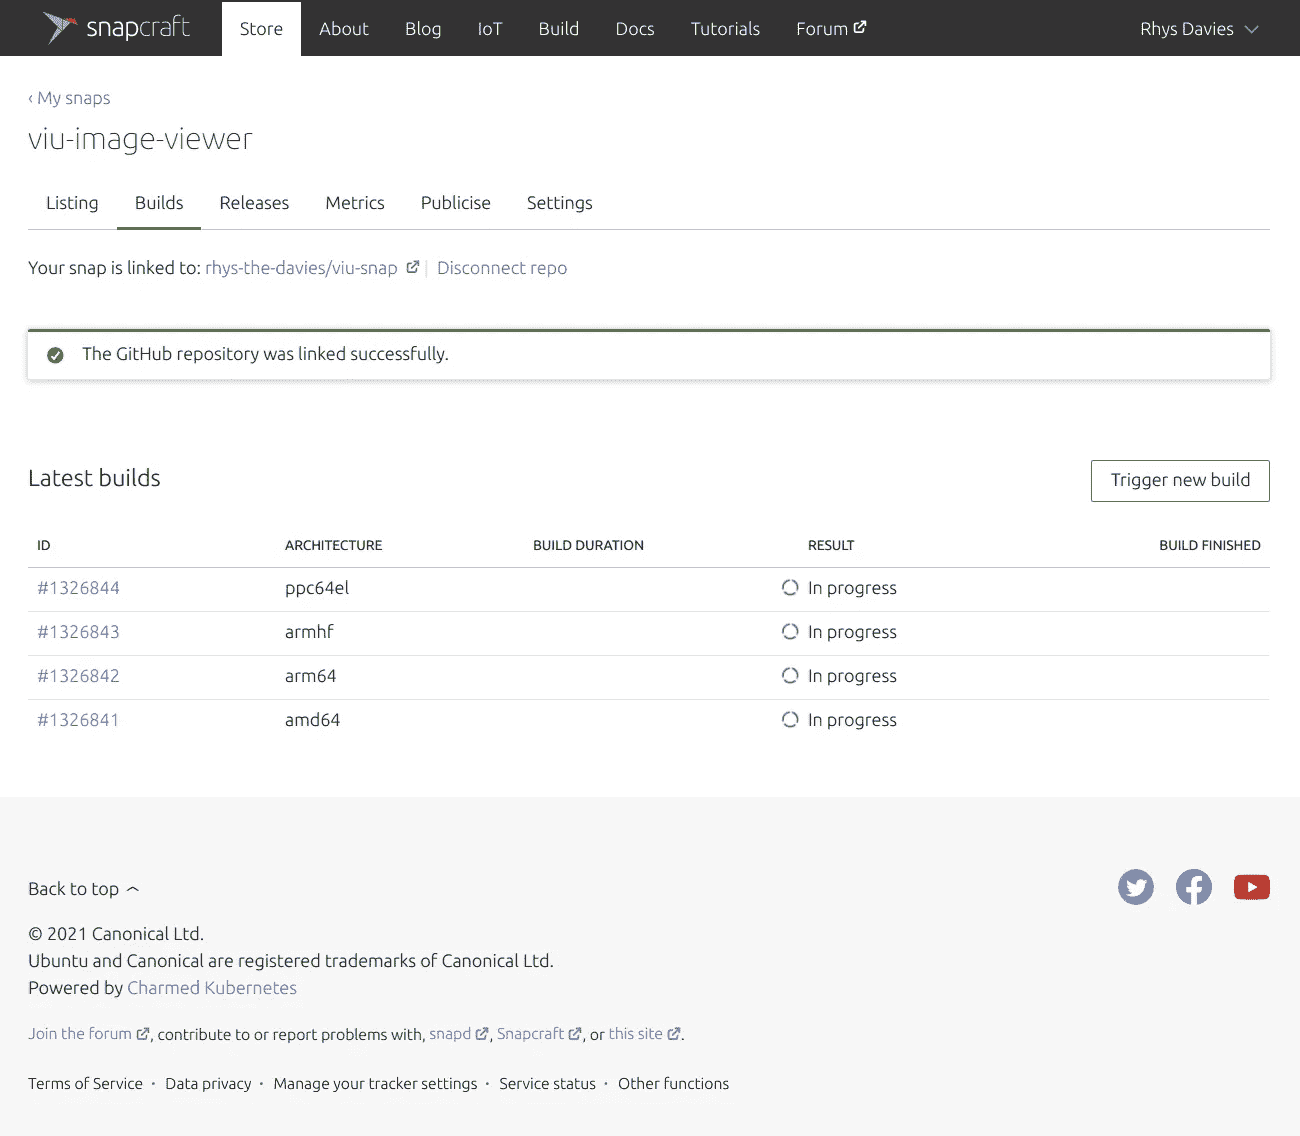 snapcraft Store About Blog IoT Build Docs Tutorials Forum Rhys Davies
‹ My snaps
viu-image-viewer
Listing Builds Releases Metrics Publicise Settings
Your snap is linked to: rhys-the-davies/viu-snap | Disconnect repo
The GitHub repository was linked successfully.
Latest builds Trigger new build
ID ARCHITECTURE BUILD DURATION RESULT BUILD FINISHED
#1326844 ppc64el In progress
#1326843 armhf In progress
#1326842 arm64 In progress
#1326841 amd64 In progress
Back to top
© 2021 Canonical Ltd.
Ubuntu and Canonical are registered trademarks of Canonical Ltd.
Powered by Charmed Kubernetes
Join the forum, contribute to or report problems with, snapd, Snapcraft, or this site.
Terms of Service · Data privacy · Manage your tracker settings · Service status · Other functions